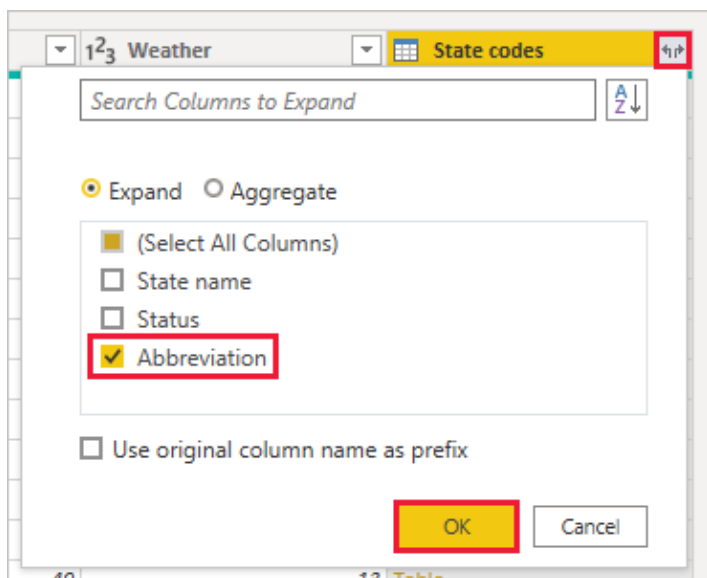 1²3 Weather State codes
Search Columns to Expand
A
Z
Expand Aggregate
(Select All Columns)
State name
Status
Abbreviation
Use original column name as prefix
OK Cancel